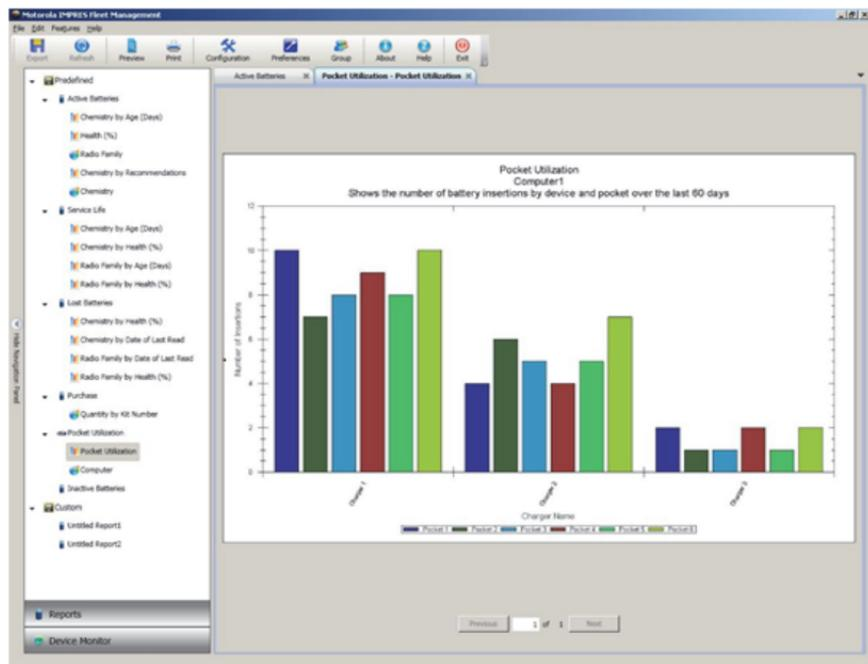 Motorola IMPRES Fleet Management
File Edit Features Help
Export Refresh Preview Print Configuration Preferences Group About Help Exit
Active Batteries Pocket Utilization - Pocket Utilization
Predefined
Active Batteries
Chemistry by Age (Days)
Health (%)
Radio Family
Chemistry by Recommendations
Chemistry
Service Life
Chemistry by Age (Days)
Chemistry by Health (%)
Radio Family by Age (Days)
Radio Family by Health (%)
Lost Batteries
Chemistry by Health (%)
Chemistry by Date of Last Read
Radio Family by Date of Last Read
Radio Family by Health (%)
Purchase
Quantity by Kit Number
Pocket Utilization
Pocket Utilization
Computer
Inactive Batteries
Custom
Untitled Report1
Untitled Report2
Reports
Device Monitor
Hide Navigation Panel
Pocket Utilization
Computer1
Shows the number of battery insertions by device and pocket over the last 60 days
Number of Insertions
12
10
8
6
4
2
0
Charger 1 Charger 2 Charger 3
Charger Name
Pocket 1 Pocket 2 Pocket 3 Pocket 4 Pocket 5 Pocket 6
Previous 1 of 1 Next